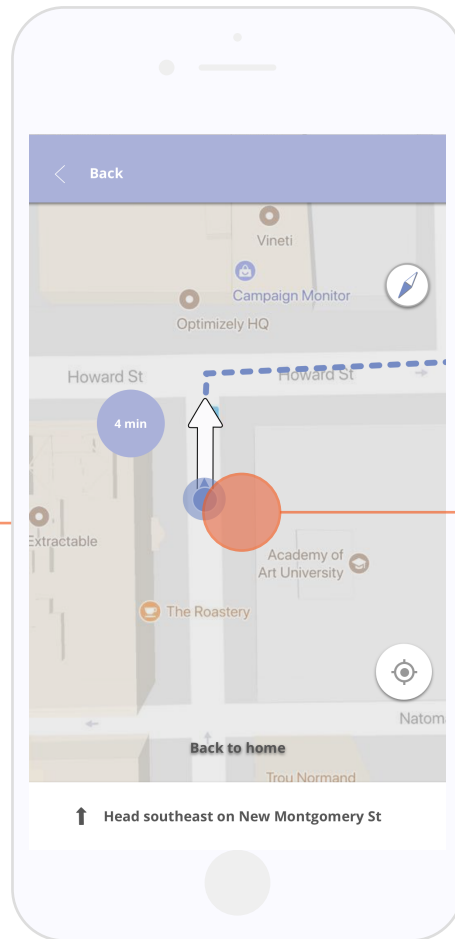 Back
Vineti
Campaign Monitor
Optimizely HQ
Howard St
Howard St
4 min
Extractable
Academy of
Art University
The Roastery
Natom
Back to home
Trou Normand
Head southeast on New Montgomery St